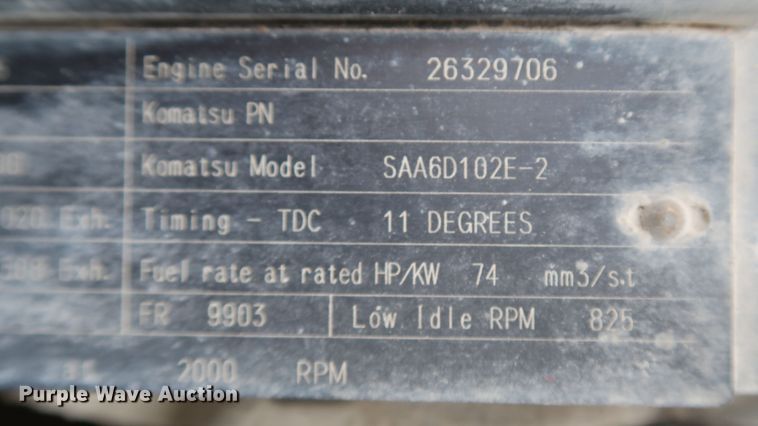 Engine Serial No. 26329706
Komatsu PN
Komatsu Model SAA6D102E-2
020 Exh. Timing - TDC 11 DEGREES
Exh. Fuel rate at rated HP/KW 74 mm3/s.t
FR 9903 Low Idle RPM 825
2000 RPM
Purple Wave Auction